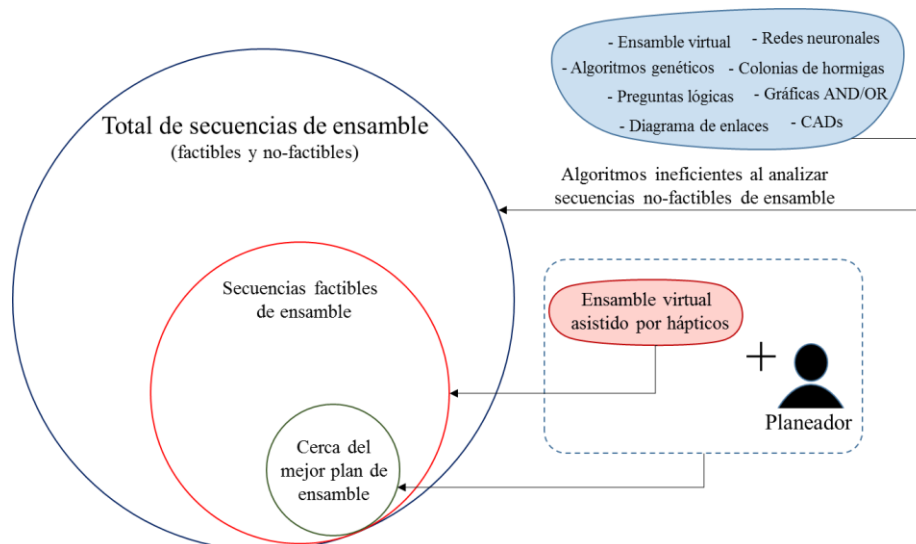 - Ensamble virtual
- Redes neuronales
- Algoritmos genéticos
- Colonias de hormigas
- Preguntas lógicas
- Gráficas AND/OR
- Diagrama de enlaces
- CADs
Total de secuencias de ensamble
(factibles y no-factibles)
Algoritmos ineficientes al analizar
secuencias no-factibles de ensamble
Secuencias factibles
de ensamble
Ensamble virtual
asistido por hápticos
+
Planeador
Cerca del
mejor plan de
ensamble